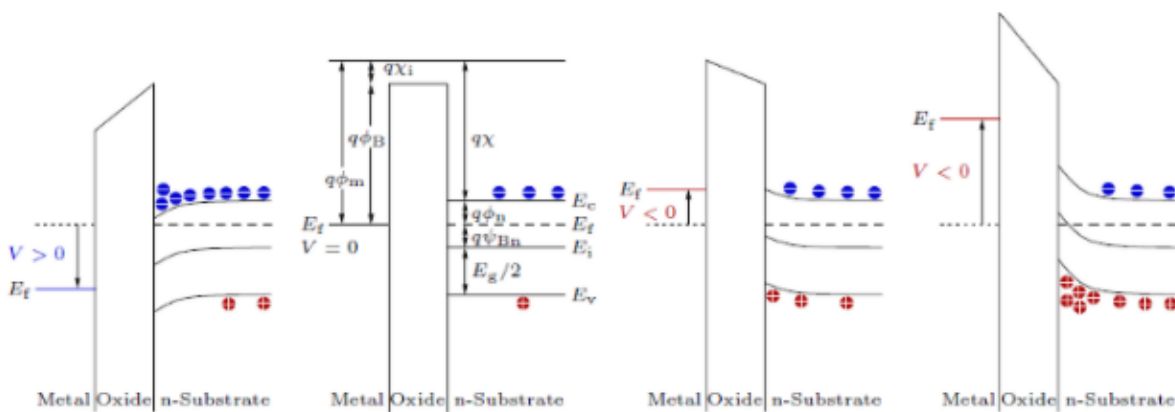 V > 0
E_f
Metal Oxide n-Substrate
qχ_i
qϕ_B
qϕ_m
qχ
E_f
V = 0
qϕ_n
qψ_Bn
E_g/2
E_c
E_f
E_i
E_v
Metal Oxide n-Substrate
E_f
V < 0
Metal Oxide n-Substrate
E_f
V < 0
Metal Oxide n-Substrate